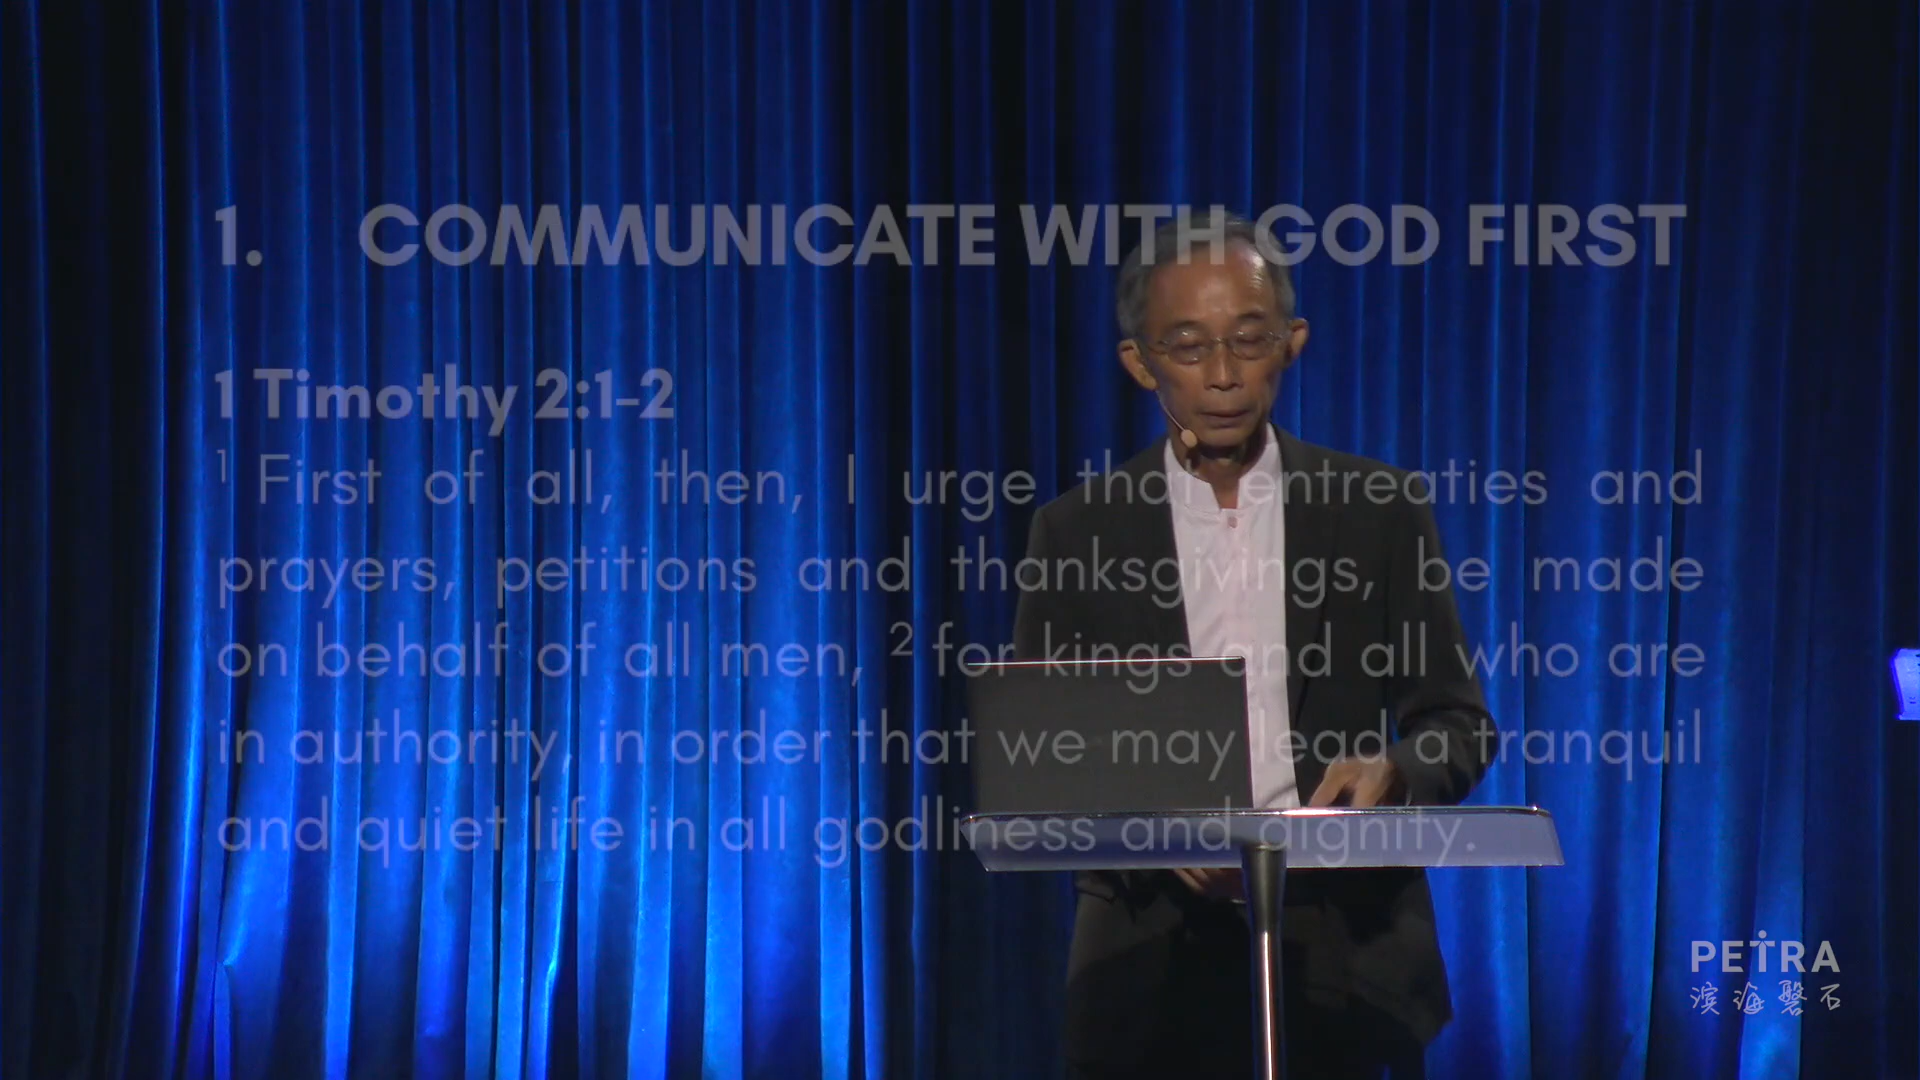 1. COMMUNICATE WITH GOD FIRST
1 Timothy 2:1-2
¹ First of all, then, I urge that entreaties and
prayers, petitions and thanksgivings, be made
on behalf of all men, ² for kings and all who are
in authority, in order that we may lead a tranquil
and quiet life in all godliness and dignity.
PETRA
滨海磐石